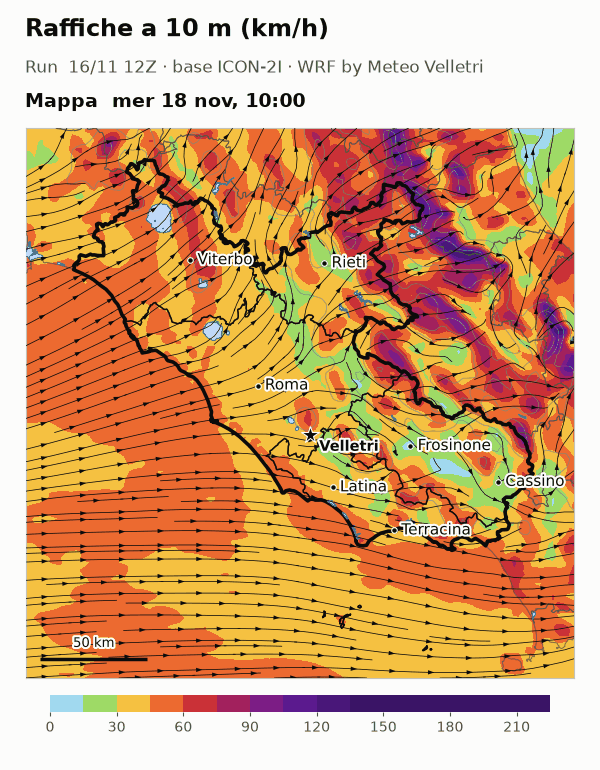 Raffiche a 10 m (km/h)
Run 16/11 12Z · base ICON-2I · WRF by Meteo Velletri
Mappa mer 18 nov, 10:00
Viterbo
Rieti
Roma
Velletri
Frosinone
Cassino
Latina
Terracina
50 km
0 30 60 90 120 150 180 210